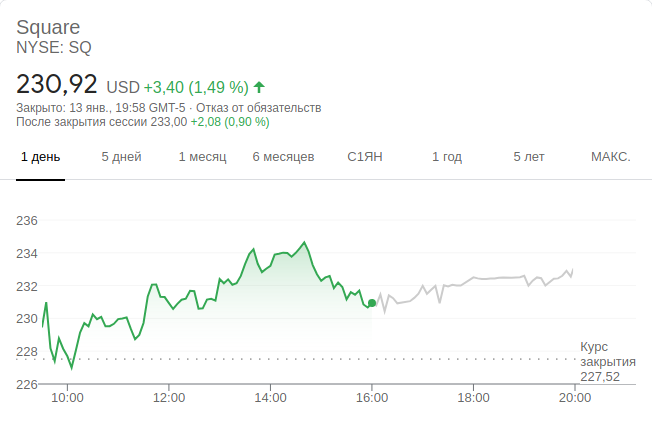 Square
NYSE: SQ
230,92 USD +3,40 (1,49 %)
Закрыто: 13 янв., 19:58 GMT-5 · Отказ от обязательств
После закрытия сессии 233,00 +2,08 (0,90 %)
1 день 5 дней 1 месяц 6 месяцев С1ЯН 1 год 5 лет МАКС.
236
234
232
230
228
226
Курс
закрытия
227,52
10:00 12:00 14:00 16:00 18:00 20:00